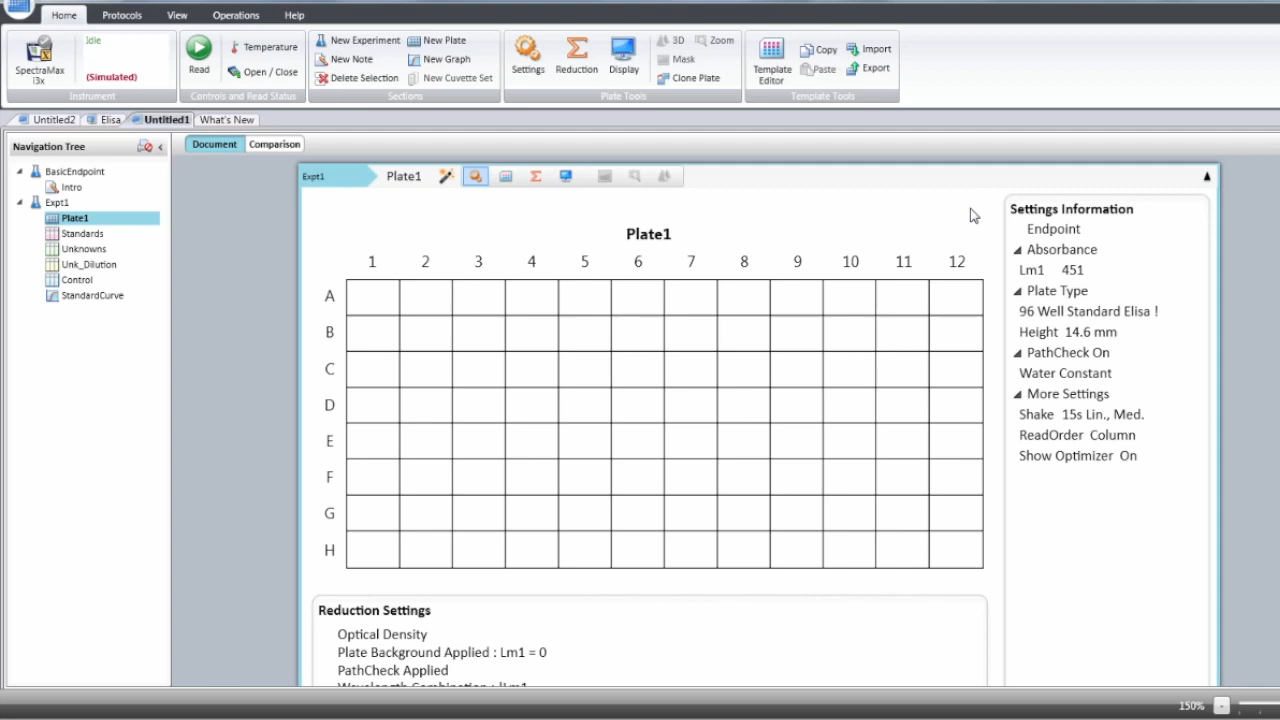 Home Protocols View Operations Help
Idle
(Simulated)
SpectraMax
i3x
Instrument
Read
Temperature
Open / Close
Controls and Read Status
New Experiment New Plate
New Note New Graph
Delete Selection New Cuvette Set
Sections
Settings Reduction Display
3D Zoom
Mask
Clone Plate
Plate Tools
Template
Editor
Copy Import
Paste Export
Template Tools
Untitled2 Elisa Untitled1 What's New
Navigation Tree
BasicEndpoint
Intro
Expt1
Plate1
Standards
Unknowns
Unk_Dilution
Control
StandardCurve
Document Comparison
Expt1 Plate1
Plate1
1 2 3 4 5 6 7 8 9 10 11 12
A
B
C
D
E
F
G
H
Settings Information
Endpoint
Absorbance
Lm1 451
Plate Type
96 Well Standard Elisa !
Height 14.6 mm
PathCheck On
Water Constant
More Settings
Shake 15s Lin., Med.
ReadOrder Column
Show Optimizer On
Reduction Settings
Optical Density
Plate Background Applied : Lm1 = 0
PathCheck Applied
Wavelength Combination : !Lm1
150%